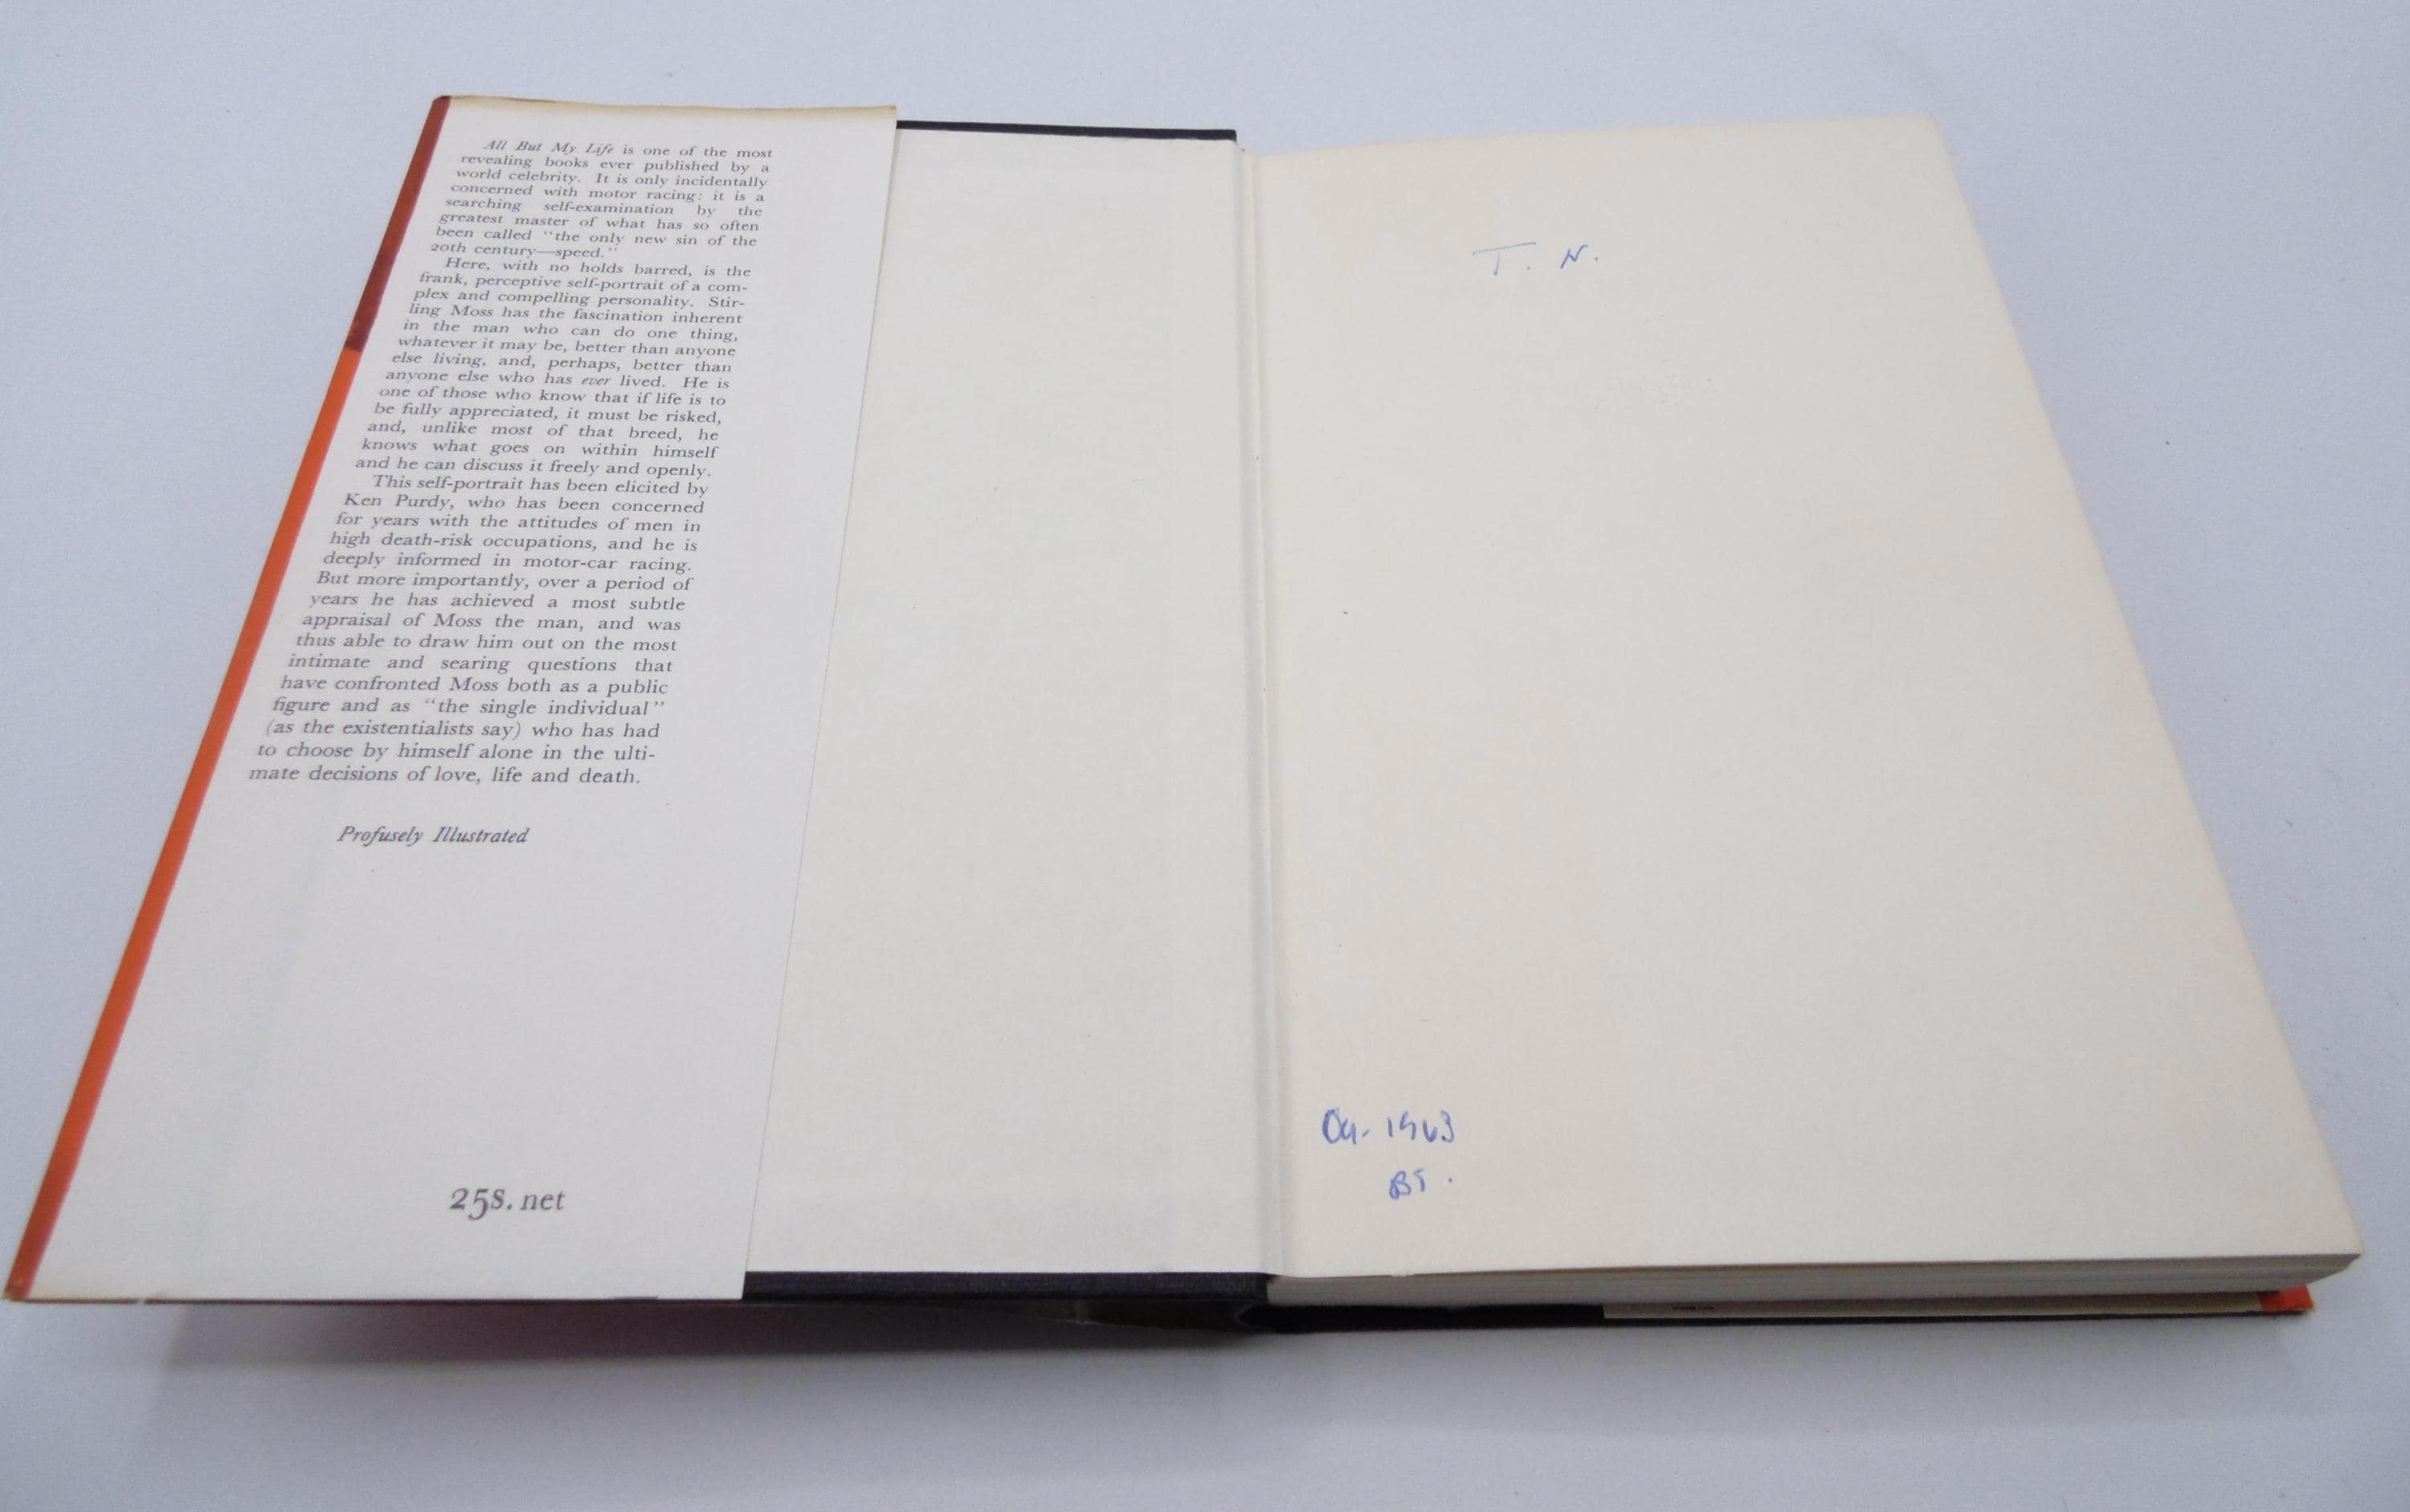 All But My Life is one of the most
revealing books ever published by a
world celebrity. It is only incidentally
concerned with motor racing: it is a
searching self-examination by the
greatest master of what has so often
been called "the only new sin of the
20th century—speed."
Here, with no holds barred, is the
frank, perceptive self-portrait of a com-
plex and compelling personality. Stir-
ling Moss has the fascination inherent
in the man who can do one thing,
whatever it may be, better than anyone
else living, and, perhaps, better than
anyone else who has ever lived. He is
one of those who know that if life is to
be fully appreciated, it must be risked,
and, unlike most of that breed, he
knows what goes on within himself
and he can discuss it freely and openly.
This self-portrait has been elicited by
Ken Purdy, who has been concerned
for years with the attitudes of men in
high death-risk occupations, and he is
deeply informed in motor-car racing.
But more importantly, over a period of
years he has achieved a most subtle
appraisal of Moss the man, and was
thus able to draw him out on the most
intimate and searing questions that
have confronted Moss both as a public
figure and as "the single individual"
(as the existentialists say) who has had
to choose by himself alone in the ulti-
mate decisions of love, life and death.
Profusely Illustrated
25s. net
T. N.
1963